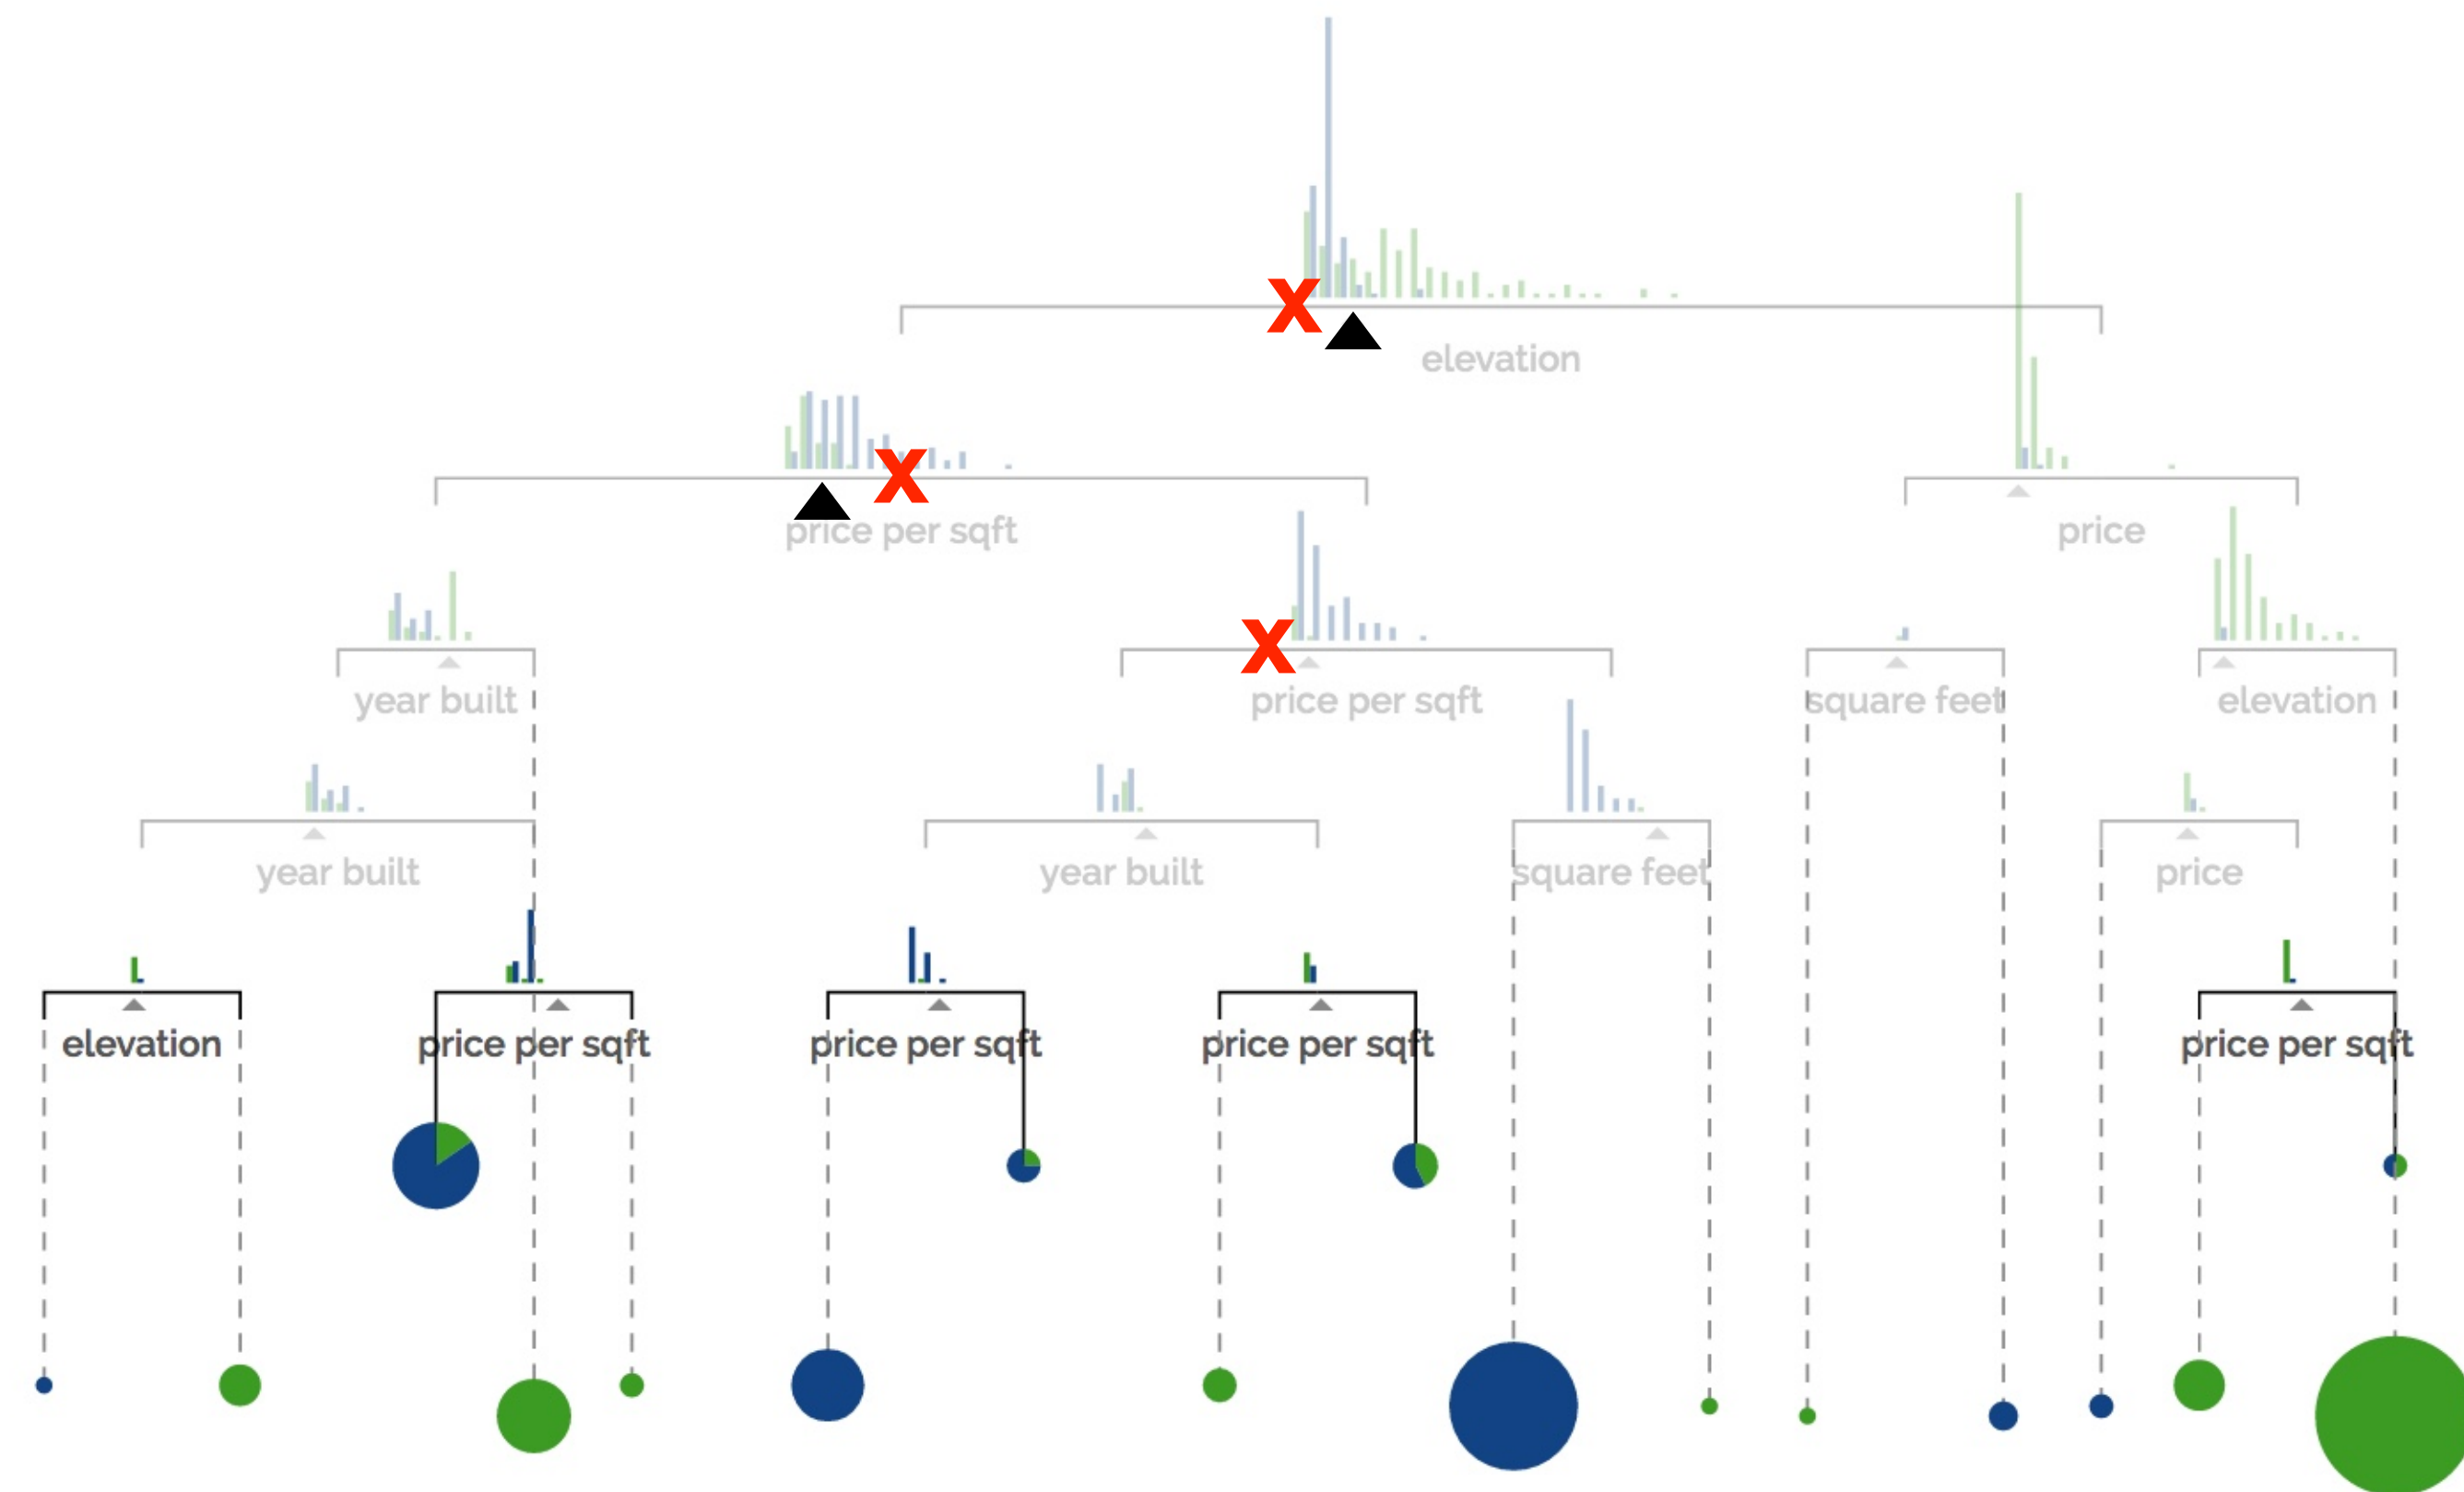 X
elevation
X
price per sqft
price
X
year built
price per sqft
square feet
elevation
year built
year built
square feet
price
elevation
price per sqft
price per sqft
price per sqft
price per sqft